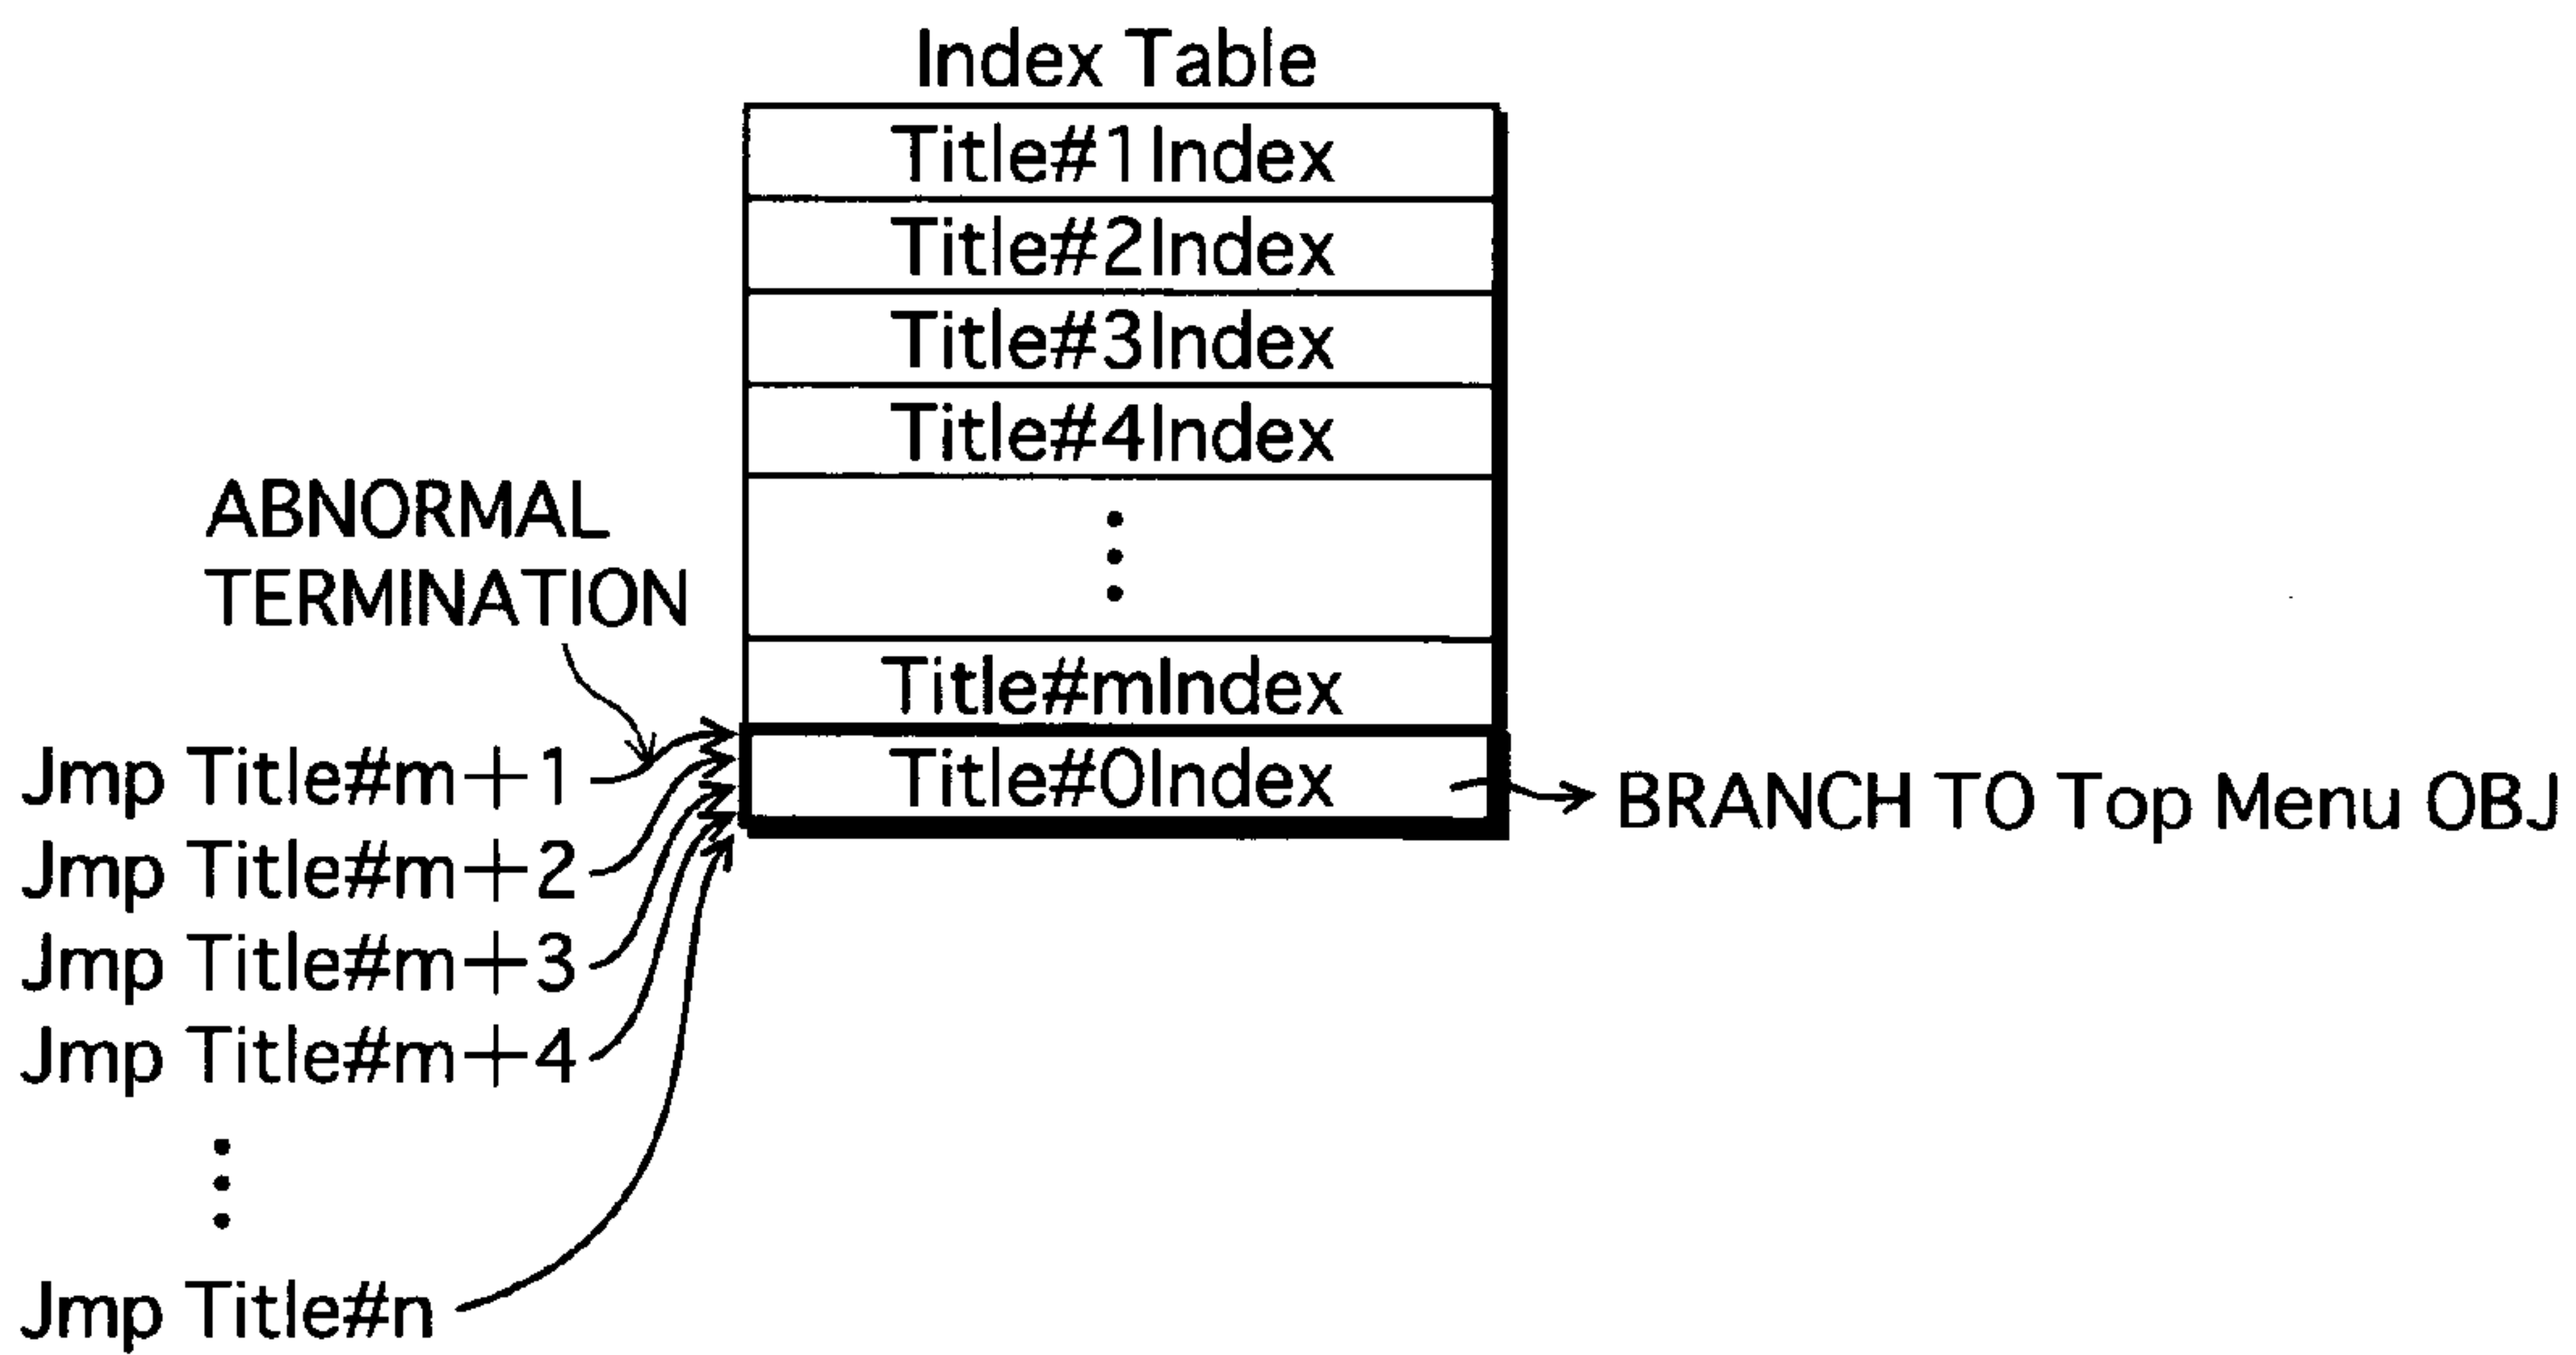 Index Table
Title#1Index
Title#2Index
Title#3Index
Title#4Index
ABNORMAL
TERMINATION
Title#mIndex
Jmp Title#m+1
Title#0Index
BRANCH TO Top Menu OBJ
Jmp Title#m+2
Jmp Title#m+3
Jmp Title#m+4
Jmp Title#n